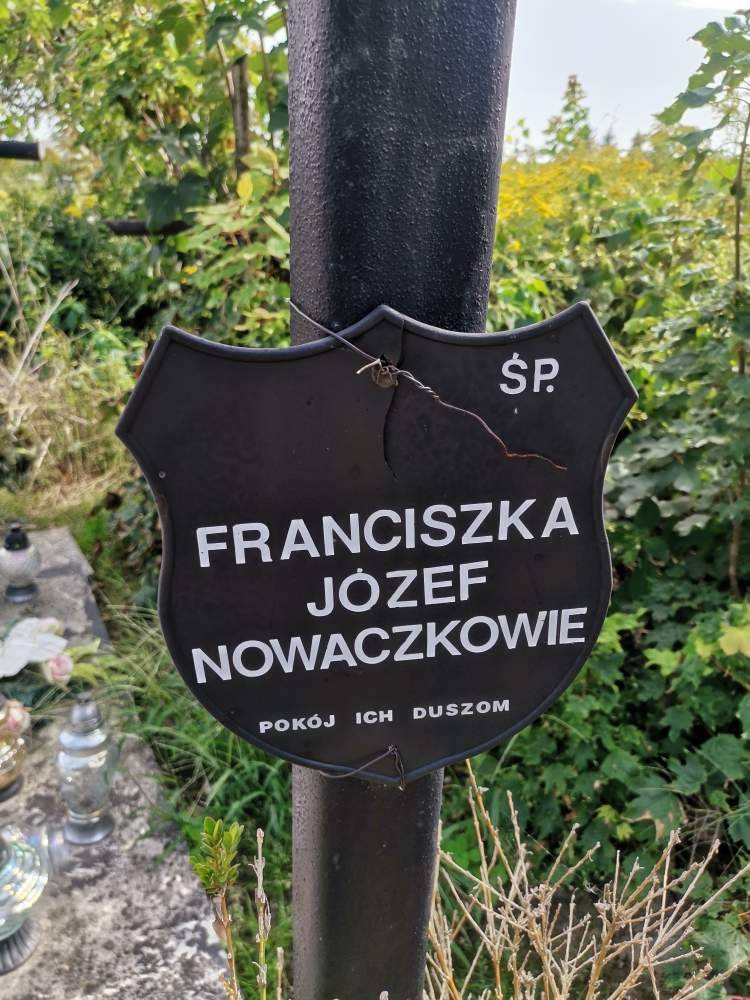 ŚP.
FRANCISZKA
JÓZEF
NOWACZKOWIE
POKÓJ ICH DUSZOM